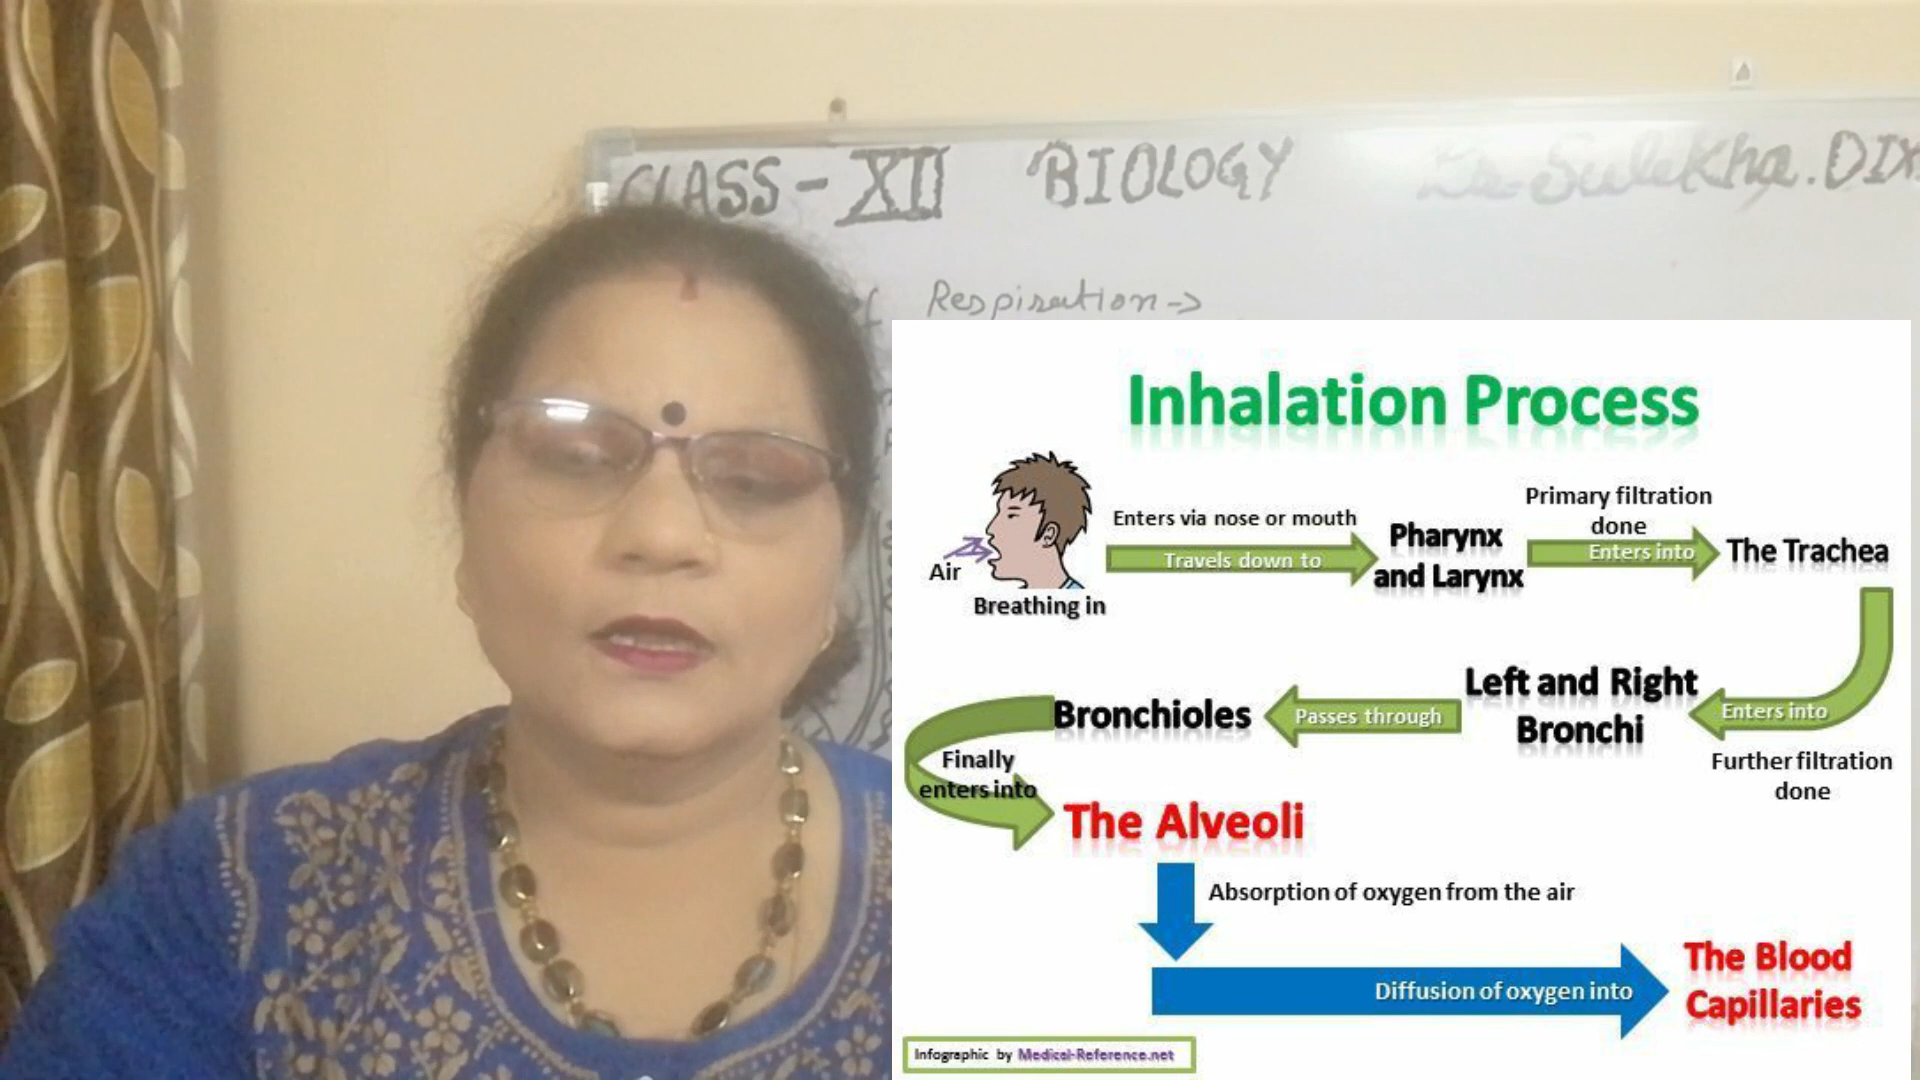 CLASS - XII BIOLOGY Sulekha. DIX
Respiration ->
Inhalation Process
Air
Breathing in
Enters via nose or mouth
Travels down to
Pharynx
and Larynx
Primary filtration
done
Enters into
The Trachea
Enters into
Further filtration
done
Left and Right
Bronchi
Passes through
Bronchioles
Finally
enters into
The Alveoli
Absorption of oxygen from the air
Diffusion of oxygen into
The Blood
Capillaries
Infographic by Medical-Reference.net